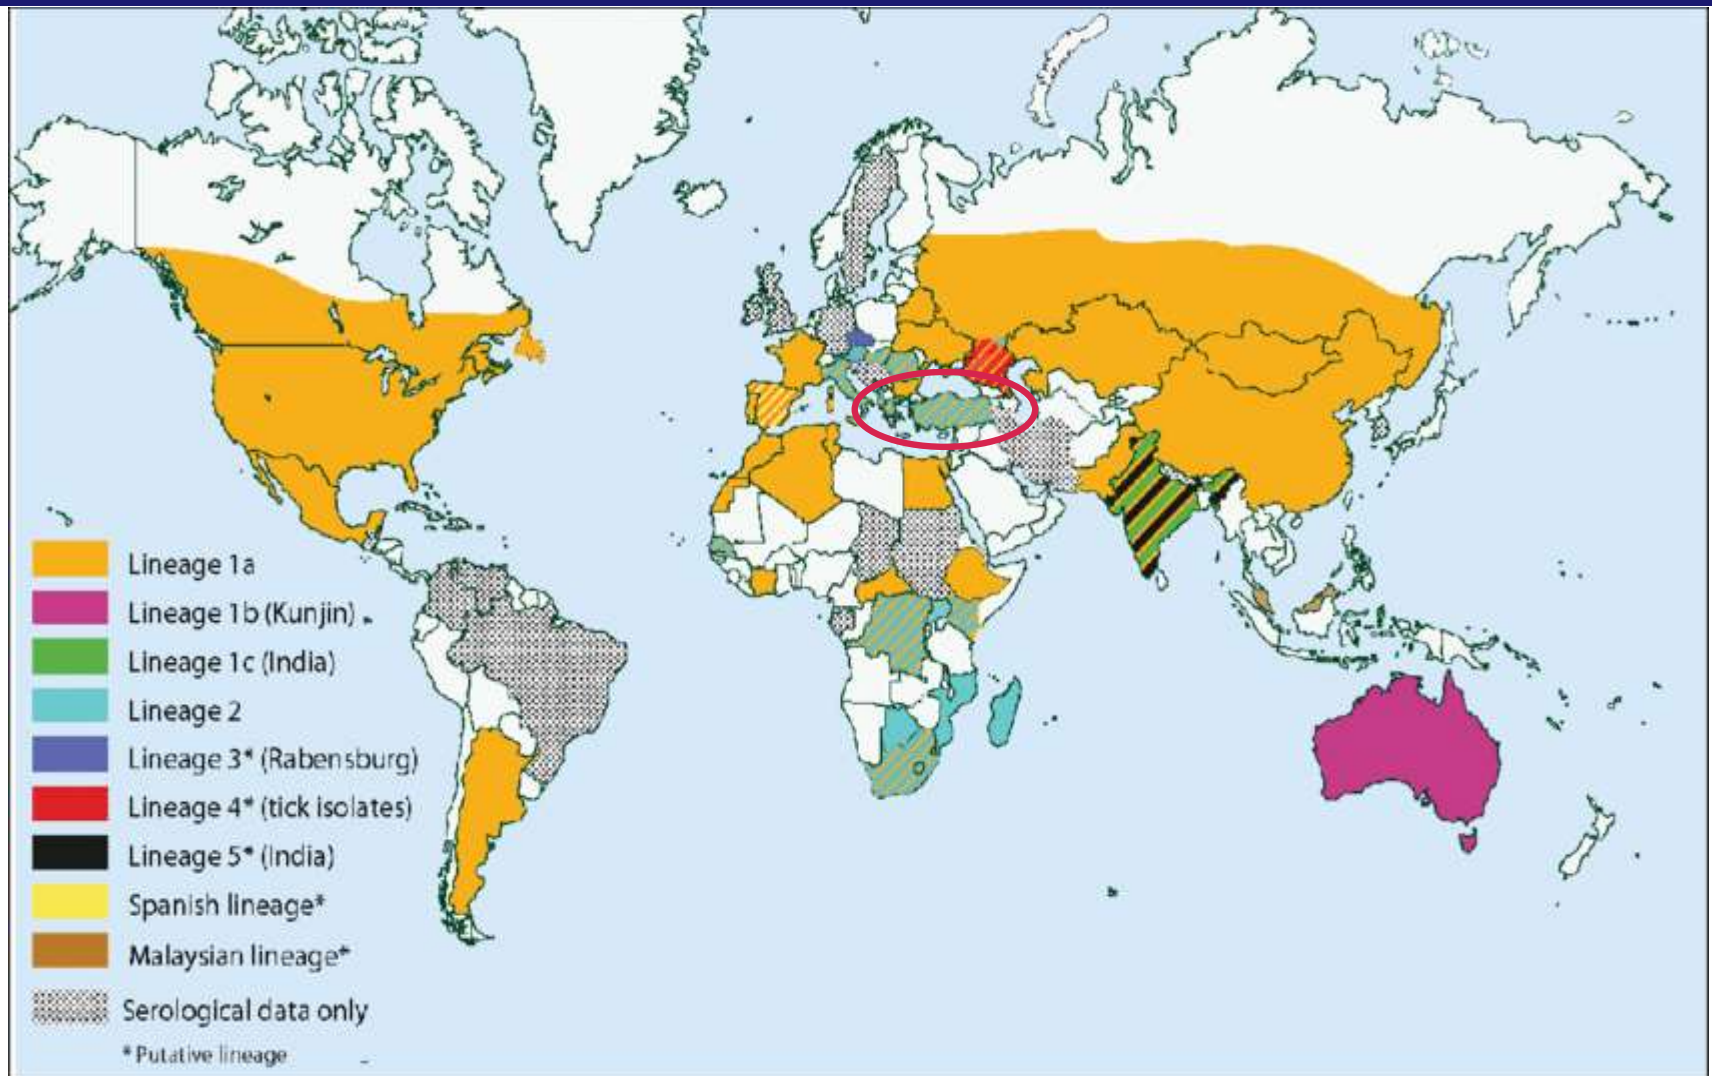 Lineage 1a
Lineage 1b (Kunjin)
Lineage 1c (India)
Lineage 2
Lineage 3* (Rabensburg)
Lineage 4* (tick isolates)
Lineage 5* (India)
Spanish lineage*
Malaysian lineage*
Serological data only
* Putative lineage